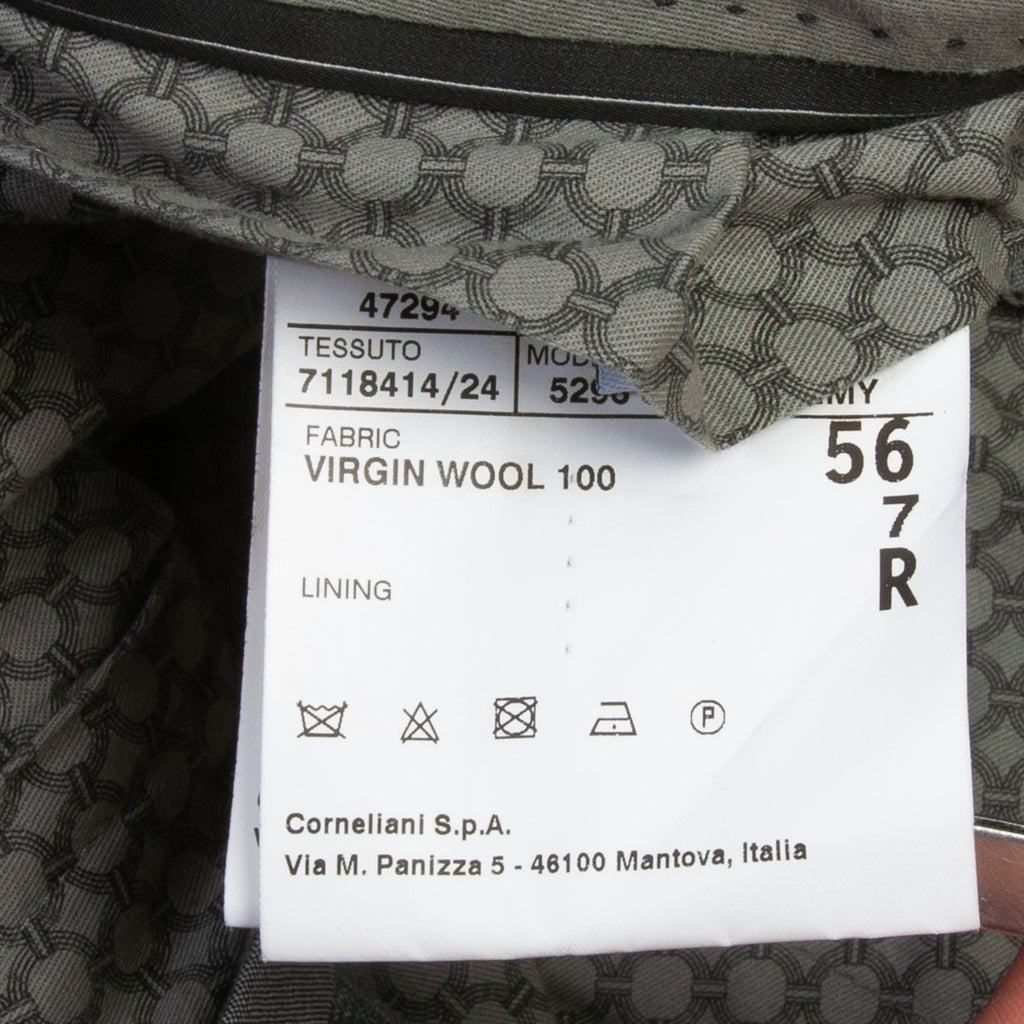 47294
TESSUTO
7118414/24
56
FABRIC
VIRGIN WOOL 100
7
R
LINING
P
Corneliani S.p.A.
Via M. Panizza 5 - 46100 Mantova, Italia